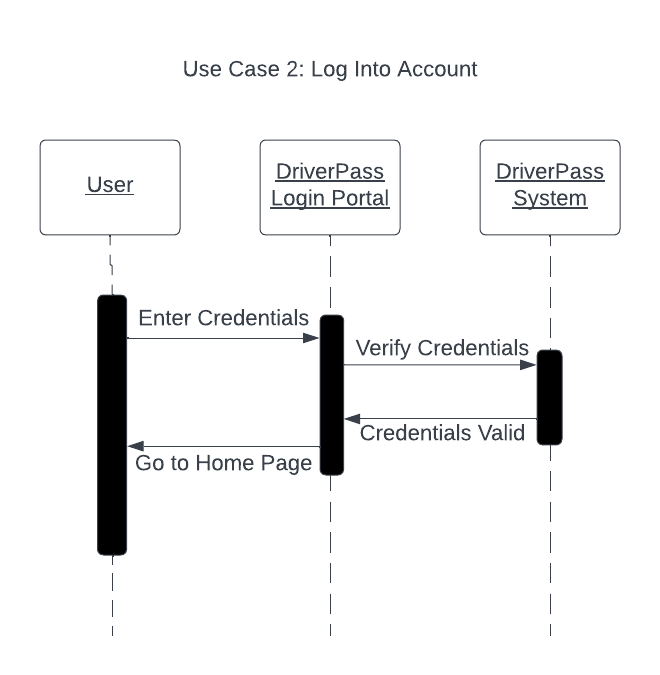 Use Case 2: Log Into Account
User
DriverPass
Login Portal
DriverPass
System
Enter Credentials
Verify Credentials
Credentials Valid
Go to Home Page